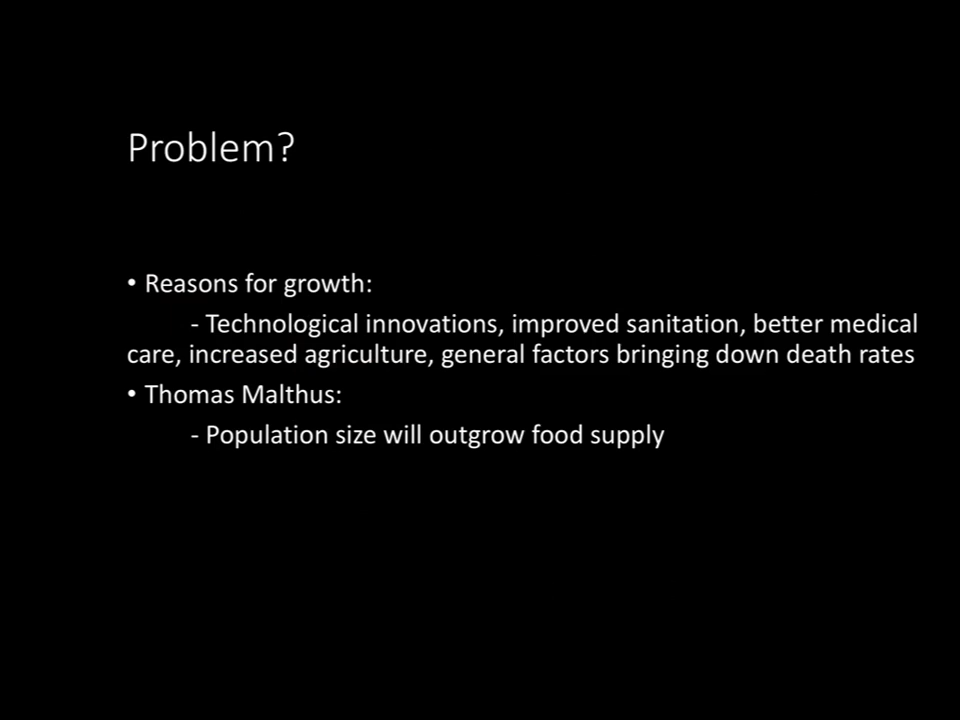 Problem?
• Reasons for growth:
- Technological innovations, improved sanitation, better medical
care, increased agriculture, general factors bringing down death rates
• Thomas Malthus:
- Population size will outgrow food supply